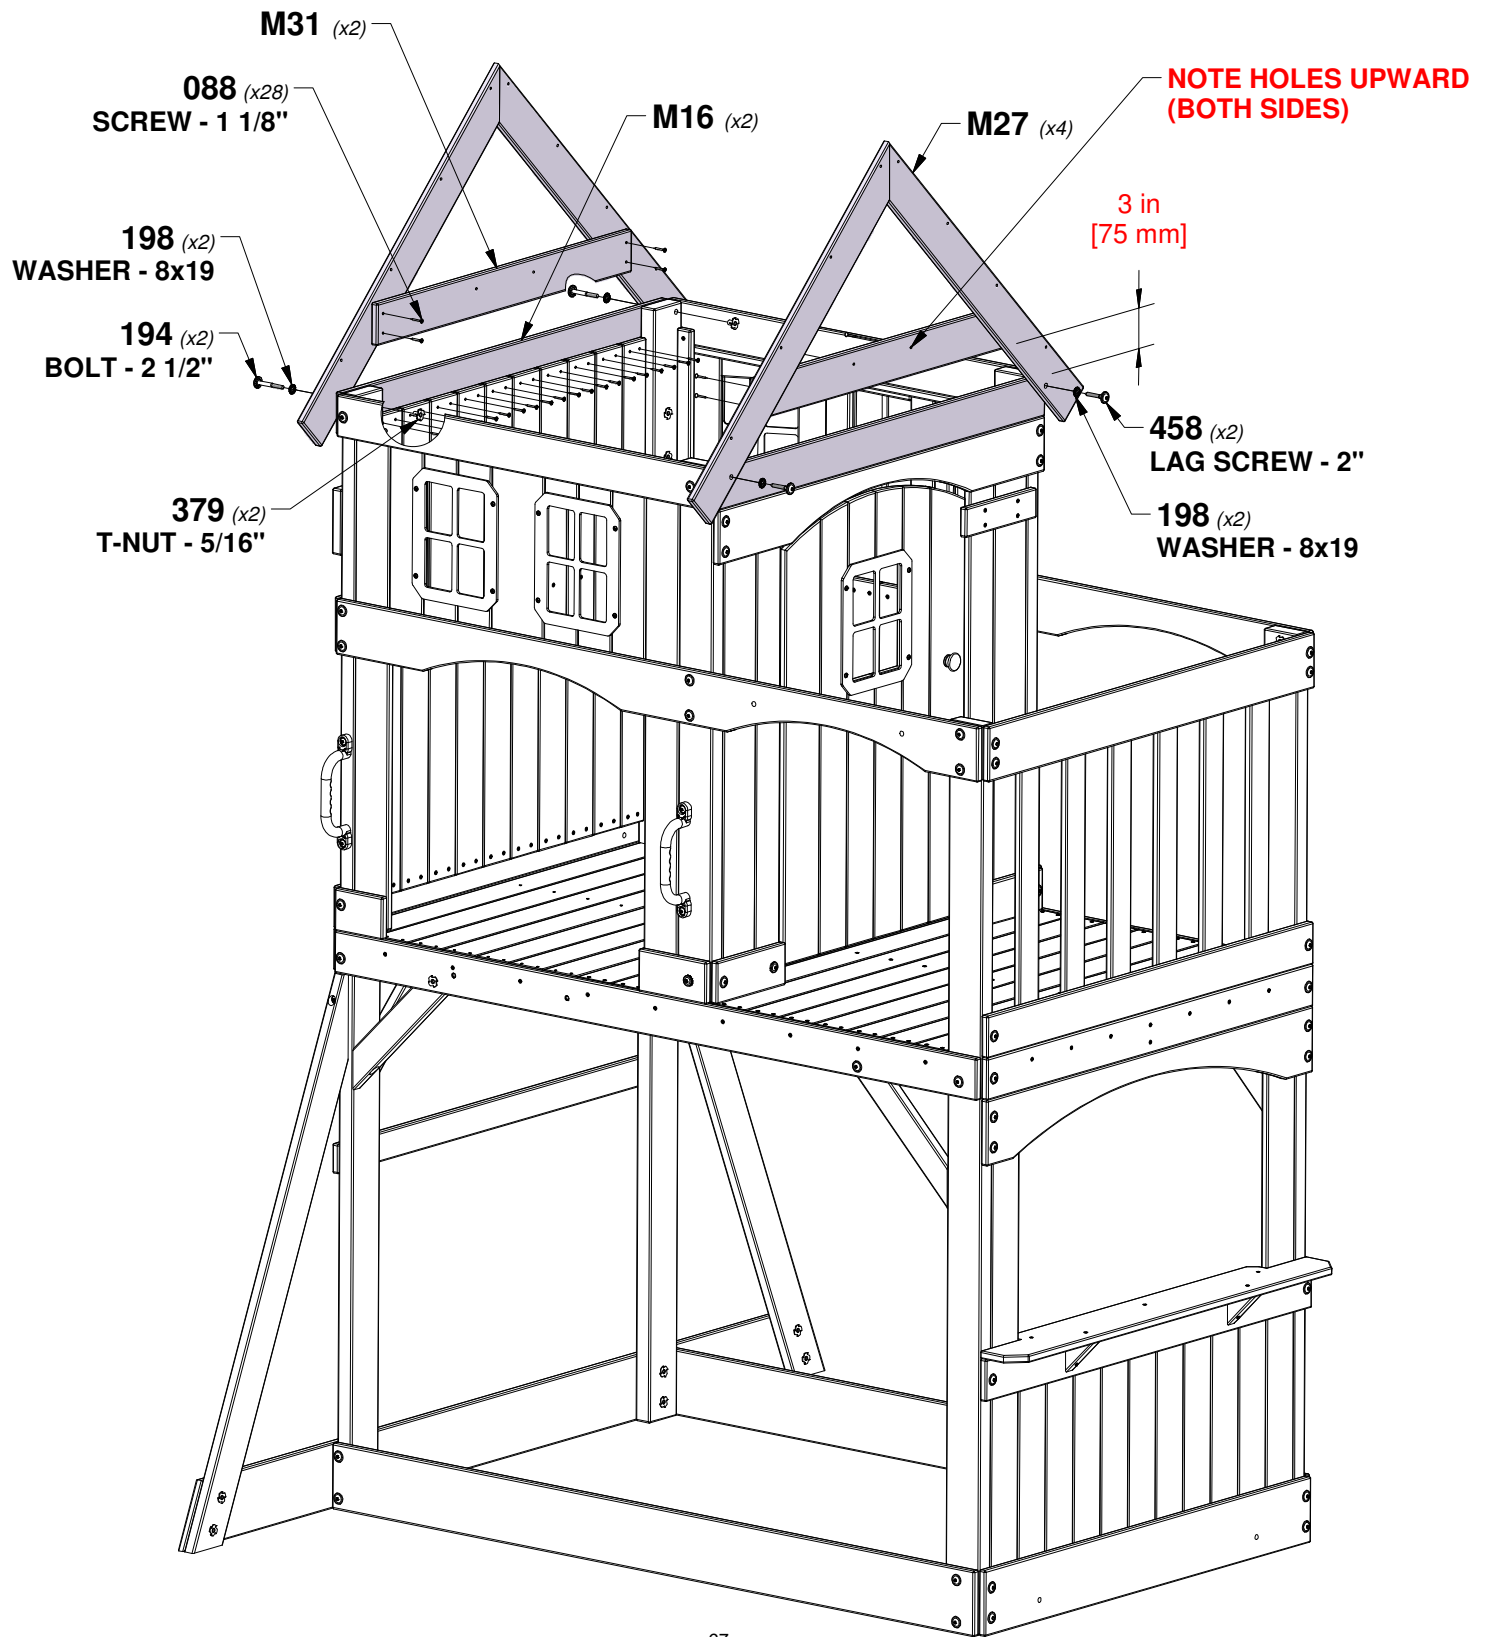 M31 (x2)
088 (x28)
SCREW - 1 1/8"
M16 (x2)
M27 (x4)
NOTE HOLES UPWARD
(BOTH SIDES)
3 in
[75 mm]
198 (x2)
WASHER - 8x19
194 (x2)
BOLT - 2 1/2"
379 (x2)
T-NUT - 5/16"
458 (x2)
LAG SCREW - 2"
198 (x2)
WASHER - 8x19